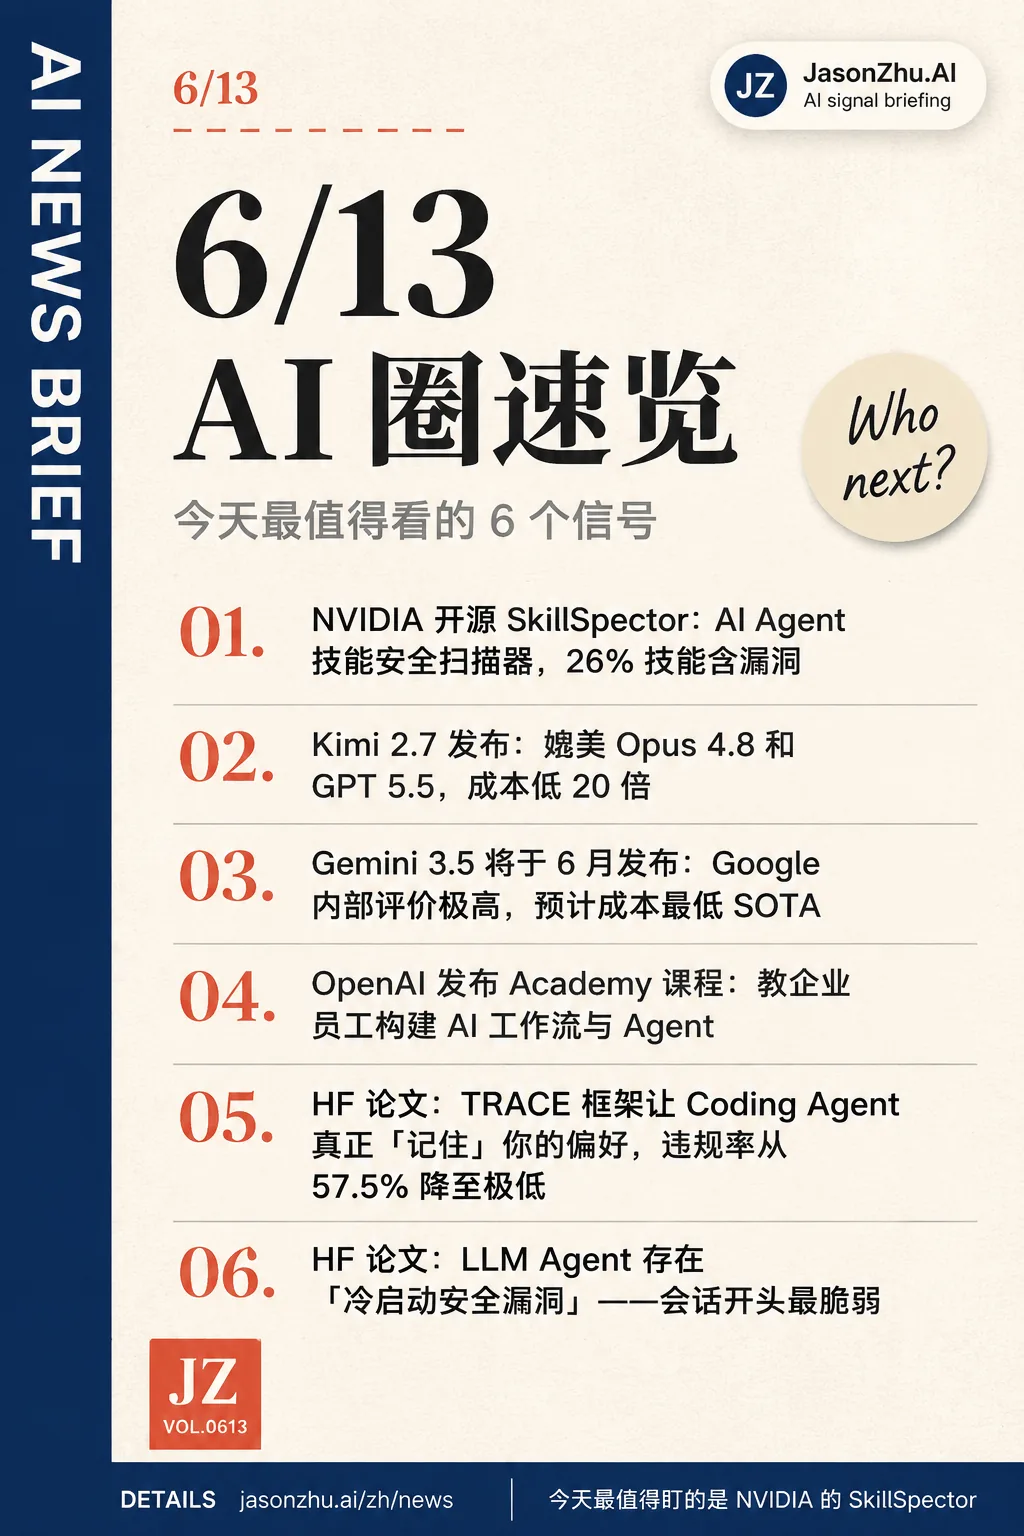 AI NEWS BRIEF
6/13
JZ
JasonZhu.AI
AI signal briefing
6/13
AI 圈速览
今天最值得看的 6 个信号
Who
next?
01.
NVIDIA 开源 SkillSpector：AI Agent
技能安全扫描器，26% 技能含漏洞
02.
Kimi 2.7 发布：媲美 Opus 4.8 和
GPT 5.5，成本低 20 倍
03.
Gemini 3.5 将于 6 月发布：Google
内部评价极高，预计成本最低 SOTA
04.
OpenAI 发布 Academy 课程：教企业
员工构建 AI 工作流与 Agent
05.
HF 论文：TRACE 框架让 Coding Agent
真正「记住」你的偏好，违规率从
57.5% 降至极低
06.
HF 论文：LLM Agent 存在
「冷启动安全漏洞」——会话开头最脆弱
JZ
VOL.0613
DETAILS jasonzhu.ai/zh/news
今天最值得盯的是 NVIDIA 的 SkillSpector